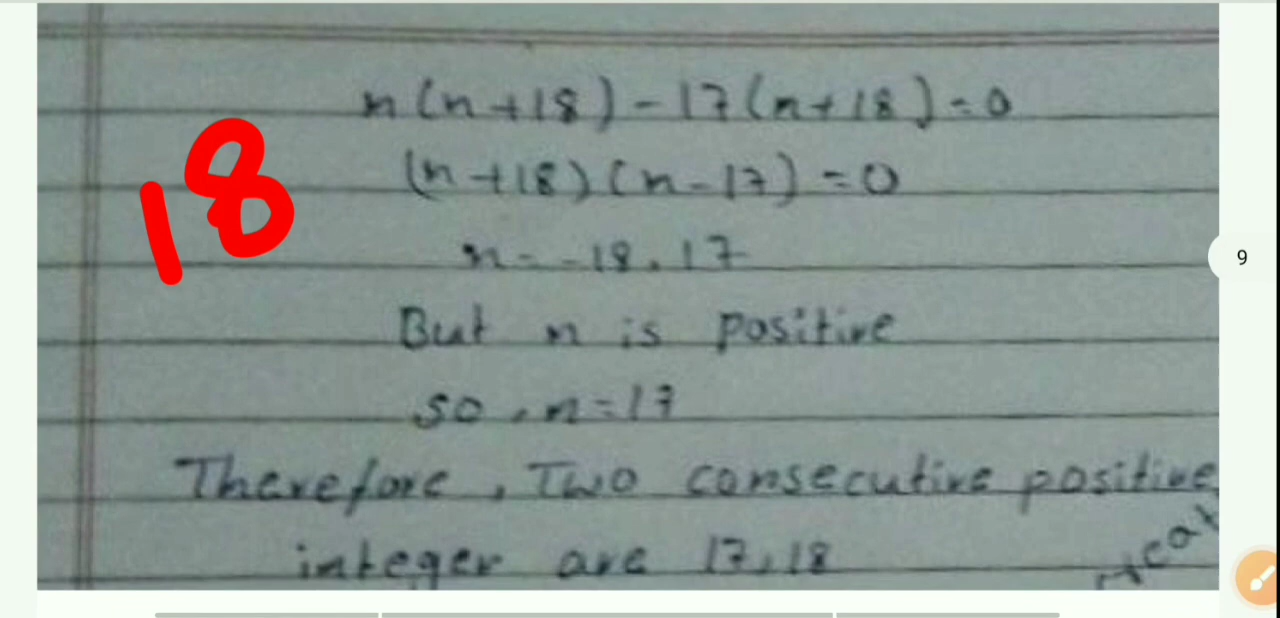 n(n+18)-17(n+18)=0
18
(n+18)(n-17)=0
n=-18,17
9
But n is positive
so, n=17
Therefore, Two consecutive positive
integer are 17,18